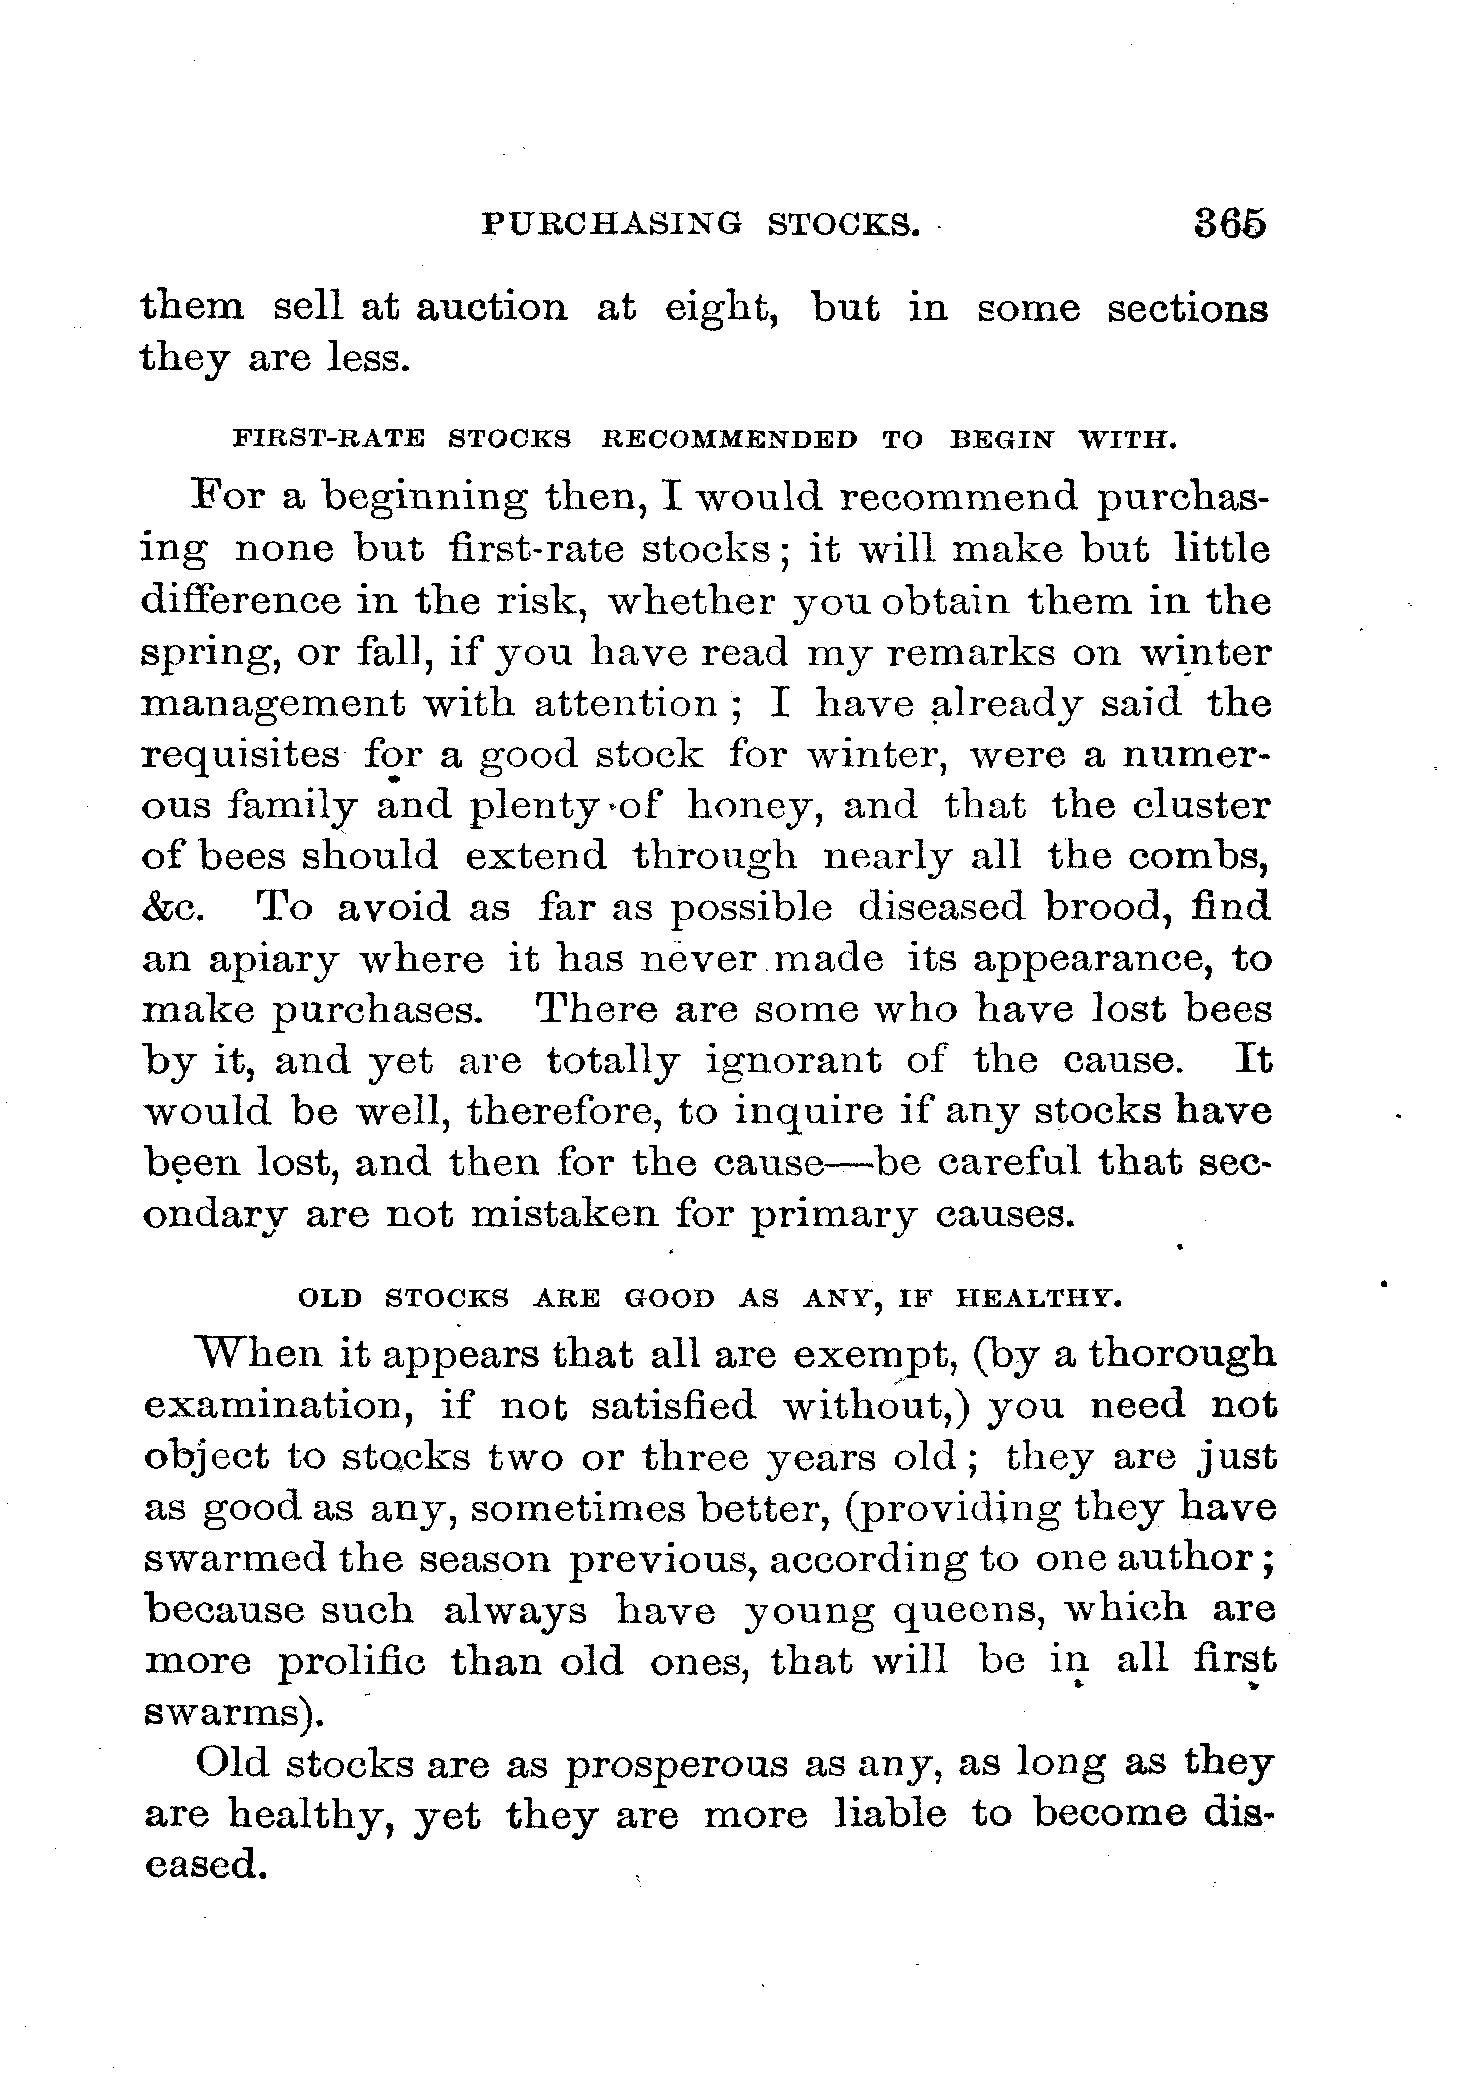 PURCHASING STOCKS. 365
them sell at auction at eight, but in some sections
they are less.
FIRST-RATE STOCKS RECOMMENDED TO BEGIN WITH.
For a beginning then, I would recommend purchas-
ing none but first-rate stocks; it will make but little
difference in the risk, whether you obtain them in the
spring, or fall, if you have read my remarks on winter
management with attention; I have already said the
requisites for a good stock for winter, were a numer-
ous family and plenty of honey, and that the cluster
of bees should extend through nearly all the combs,
&c. To avoid as far as possible diseased brood, find
an apiary where it has never made its appearance, to
make purchases. There are some who have lost bees
by it, and yet are totally ignorant of the cause. It
would be well, therefore, to inquire if any stocks have
been lost, and then for the cause—be careful that sec-
ondary are not mistaken for primary causes.
OLD STOCKS ARE GOOD AS ANY, IF HEALTHY.
When it appears that all are exempt, (by a thorough
examination, if not satisfied without,) you need not
object to stocks two or three years old; they are just
as good as any, sometimes better, (providing they have
swarmed the season previous, according to one author;
because such always have young queens, which are
more prolific than old ones, that will be in all first
swarms).
Old stocks are as prosperous as any, as long as they
are healthy, yet they are more liable to become dis-
eased.